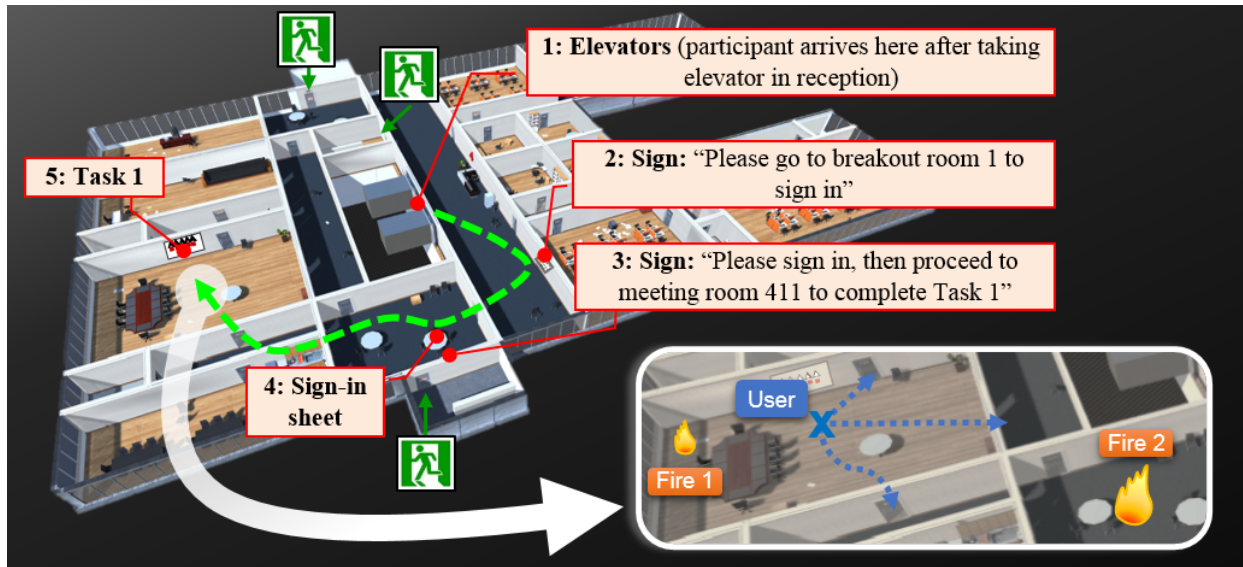 1: Elevators (participant arrives here after taking
elevator in reception)
2: Sign: “Please go to breakout room 1 to
sign in”
5: Task 1
3: Sign: “Please sign in, then proceed to
meeting room 411 to complete Task 1”
4: Sign-in
sheet
User
X
Fire 1
Fire 2